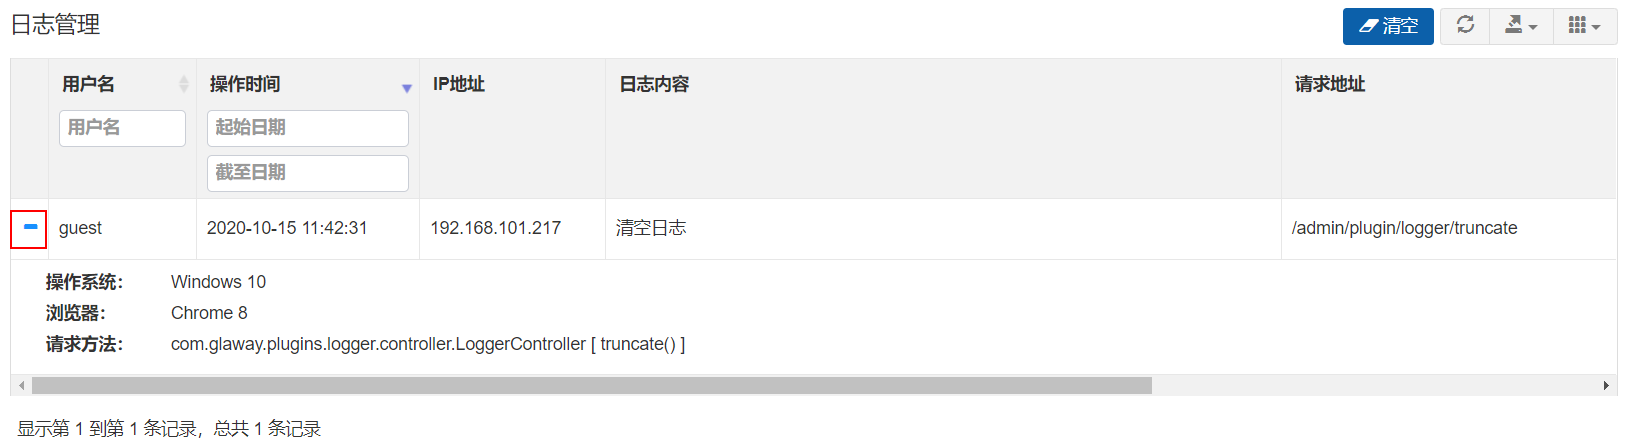 日志管理
清空
用户名 操作时间 IP地址 日志内容 请求地址
用户名 起始日期
截至日期
guest 2020-10-15 11:42:31 192.168.101.217 清空日志 /admin/plugin/logger/truncate
操作系统： Windows 10
浏览器： Chrome 8
请求方法： com.glaway.plugins.logger.controller.LoggerController [ truncate() ]
显示第 1 到第 1 条记录，总共 1 条记录